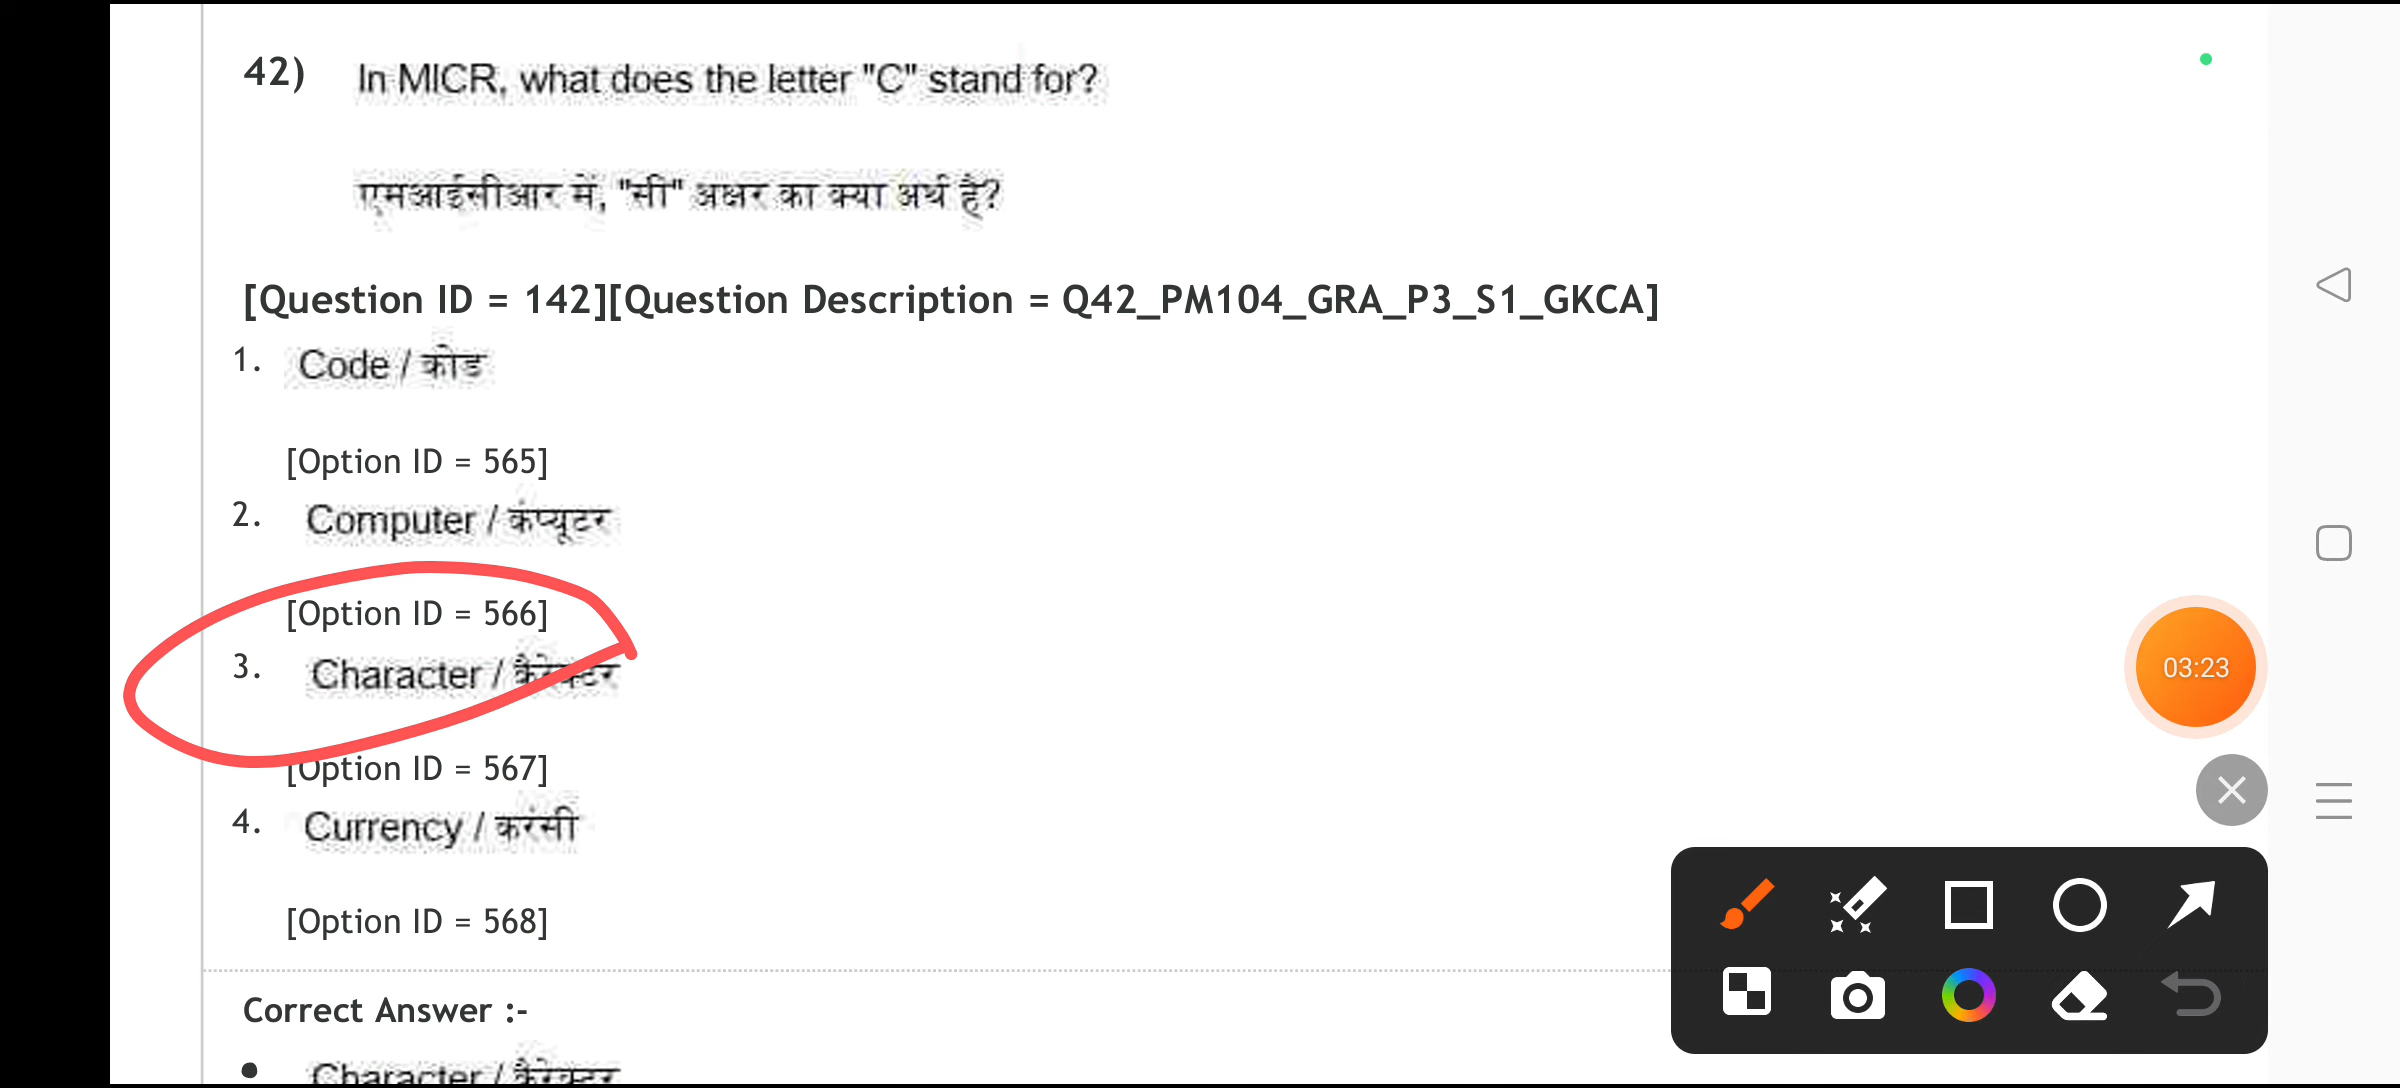 42) In MICR, what does the letter "C" stand for?
एमआईसीआर में, "सी" अक्षर का क्या अर्थ है?
[Question ID = 142][Question Description = Q42_PM104_GRA_P3_S1_GKCA]
1. Code / कोड
[Option ID = 565]
2. Computer / कंप्यूटर
[Option ID = 566]
3. Character / कैरेक्टर
[Option ID = 567]
4. Currency / करंसी
[Option ID = 568]
Correct Answer :-
• Character / कैरेक्टर
03:23